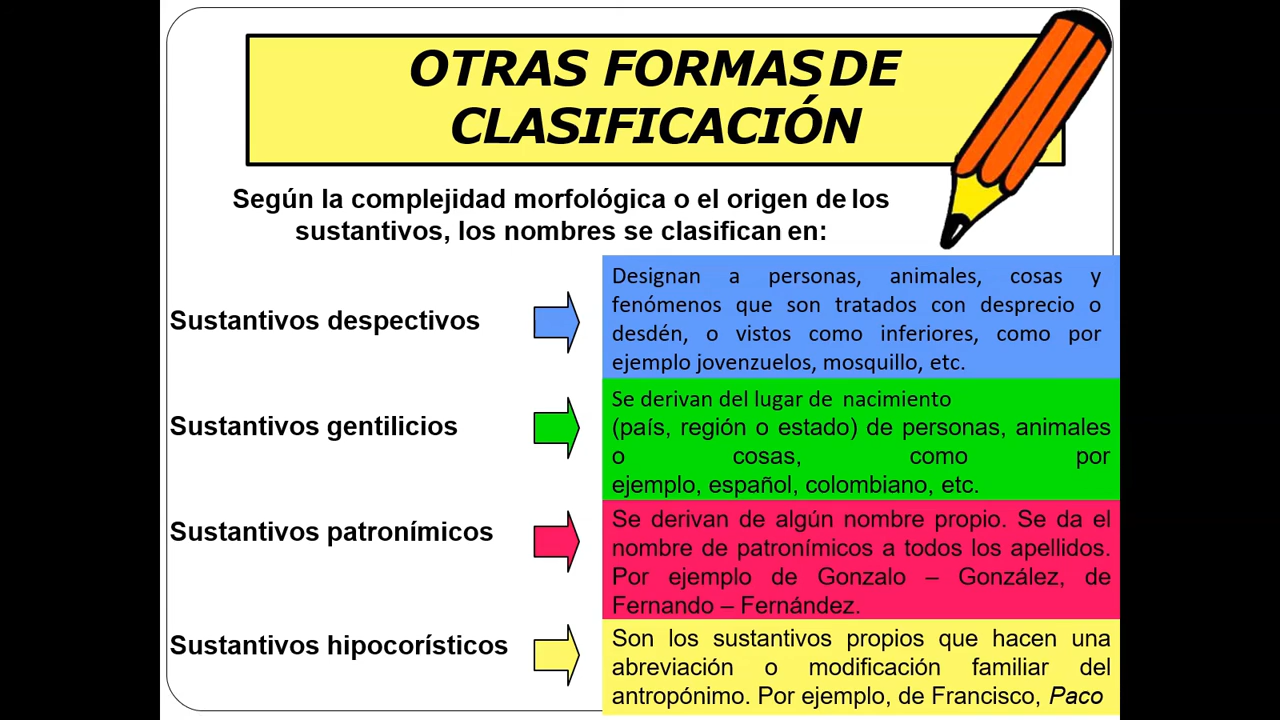 OTRAS FORMAS DE
CLASIFICACIÓN
Según la complejidad morfológica o el origen de los
sustantivos, los nombres se clasifican en:
Sustantivos despectivos
Designan a personas, animales, cosas y
fenómenos que son tratados con desprecio o
desdén, o vistos como inferiores, como por
ejemplo jovenzuelos, mosquillo, etc.
Sustantivos gentilicios
Se derivan del lugar de nacimiento
(país, región o estado) de personas, animales
o cosas, como por
ejemplo, español, colombiano, etc.
Sustantivos patronímicos
Se derivan de algún nombre propio. Se da el
nombre de patronímicos a todos los apellidos.
Por ejemplo de Gonzalo – González, de
Fernando – Fernández.
Sustantivos hipocorísticos
Son los sustantivos propios que hacen una
abreviación o modificación familiar del
antropónimo. Por ejemplo, de Francisco, Paco